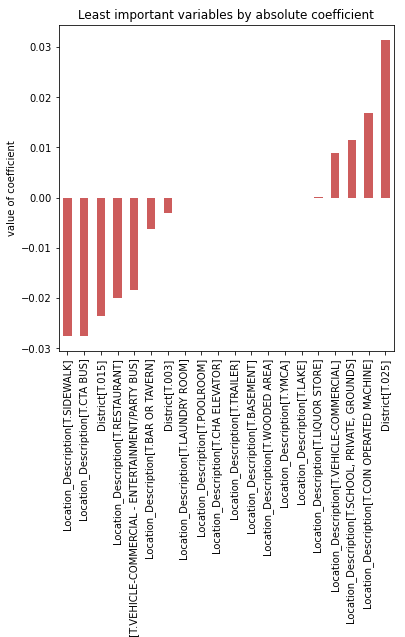 Least important variables by absolute coefficient
value of coefficient
0.03
0.02
0.01
0.00
−0.01
−0.02
−0.03
Location_Description[T.SIDEWALK]
Location_Description[T.CTA BUS]
District[T.015]
Location_Description[T.RESTAURANT]
[T.VEHICLE-COMMERCIAL - ENTERTAINMENT/PARTY BUS]
Location_Description[T.BAR OR TAVERN]
District[T.003]
Location_Description[T.LAUNDRY ROOM]
Location_Description[T.POOLROOM]
Location_Description[T.CHA ELEVATOR]
Location_Description[T.TRAILER]
Location_Description[T.BASEMENT]
Location_Description[T.WOODED AREA]
Location_Description[T.YMCA]
Location_Description[T.LAKE]
Location_Description[T.LIQUOR STORE]
Location_Description[T.VEHICLE-COMMERCIAL]
Location_Description[T.SCHOOL, PRIVATE, GROUNDS]
Location_Description[T.COIN OPERATED MACHINE]
District[T.025]